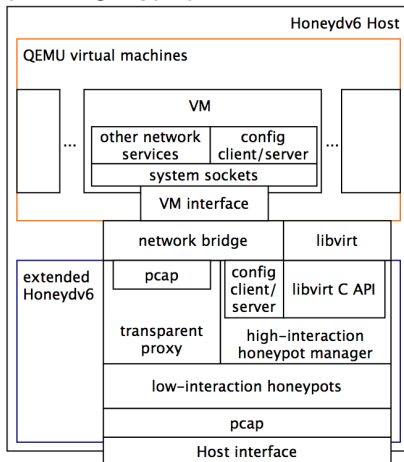 Honeydv6 Host
QEMU virtual machines
VM
...
...
other network
services
config
client/server
system sockets
VM interface
network bridge
libvirt
extended
Honeydv6
pcap
config
client/
server
libvirt C API
transparent
proxy
high-interaction
honeypot manager
low-interaction honeypots
pcap
Host interface